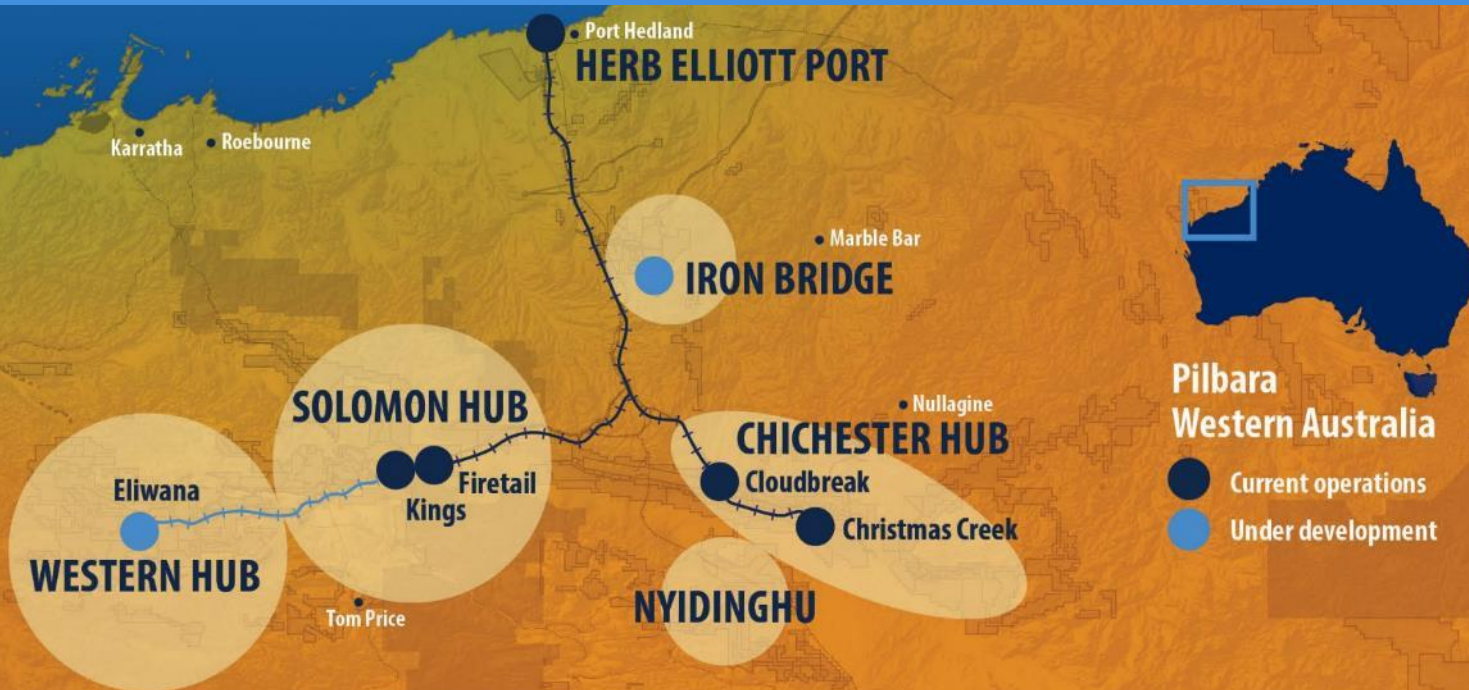 Port Hedland
HERB ELLIOTT PORT
Karratha
Roebourne
Marble Bar
IRON BRIDGE
SOLOMON HUB
Nullagine
CHICHESTER HUB
Pilbara
Western Australia
Eliwana
Firetail
Kings
Cloudbreak
Current operations
Christmas Creek
Under development
WESTERN HUB
NYIDINGHU
Tom Price